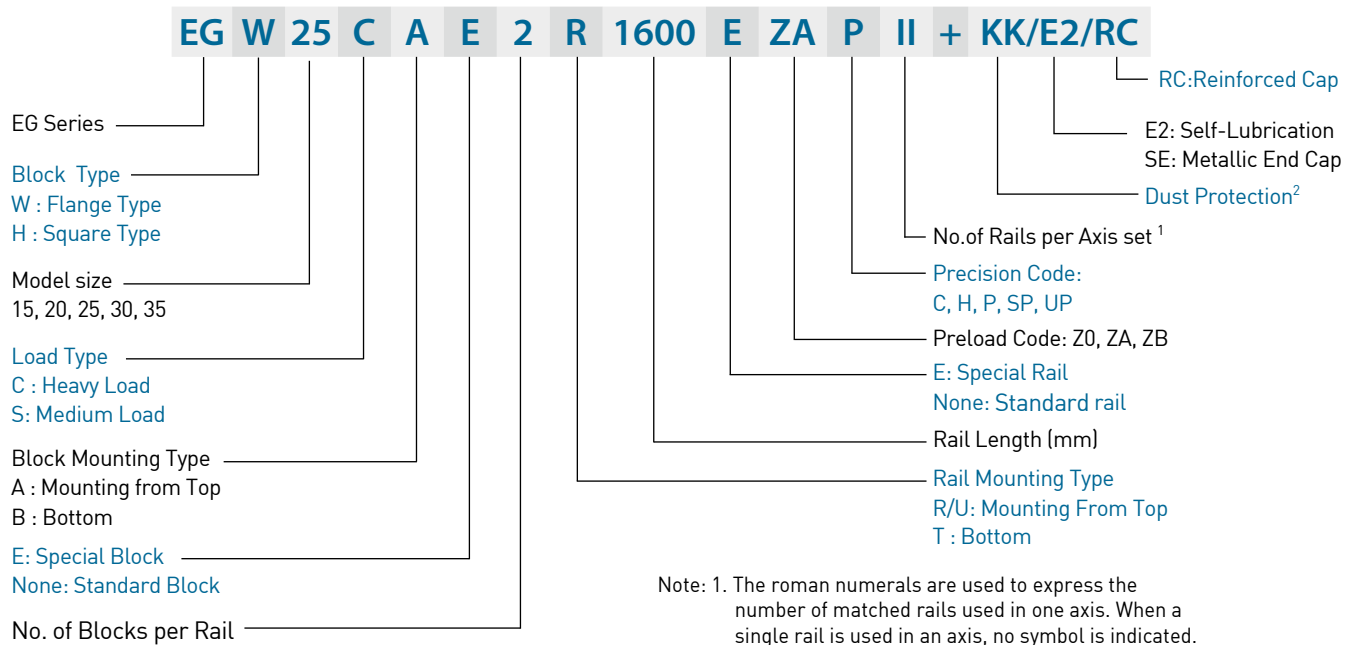 EG W 25 C A E 2 R 1600 E ZA P II + KK/E2/RC
EG Series
Block Type
W : Flange Type
H : Square Type
Model size
15, 20, 25, 30, 35
Load Type
C : Heavy Load
S: Medium Load
Block Mounting Type
A : Mounting from Top
B : Bottom
E: Special Block
None: Standard Block
No. of Blocks per Rail
RC:Reinforced Cap
E2: Self-Lubrication
SE: Metallic End Cap
Dust Protection2
No.of Rails per Axis set 1
Precision Code:
C, H, P, SP, UP
Preload Code: Z0, ZA, ZB
E: Special Rail
None: Standard rail
Rail Length (mm)
Rail Mounting Type
R/U: Mounting From Top
T : Bottom
Note: 1. The roman numerals are used to express the
number of matched rails used in one axis. When a
single rail is used in an axis, no symbol is indicated.